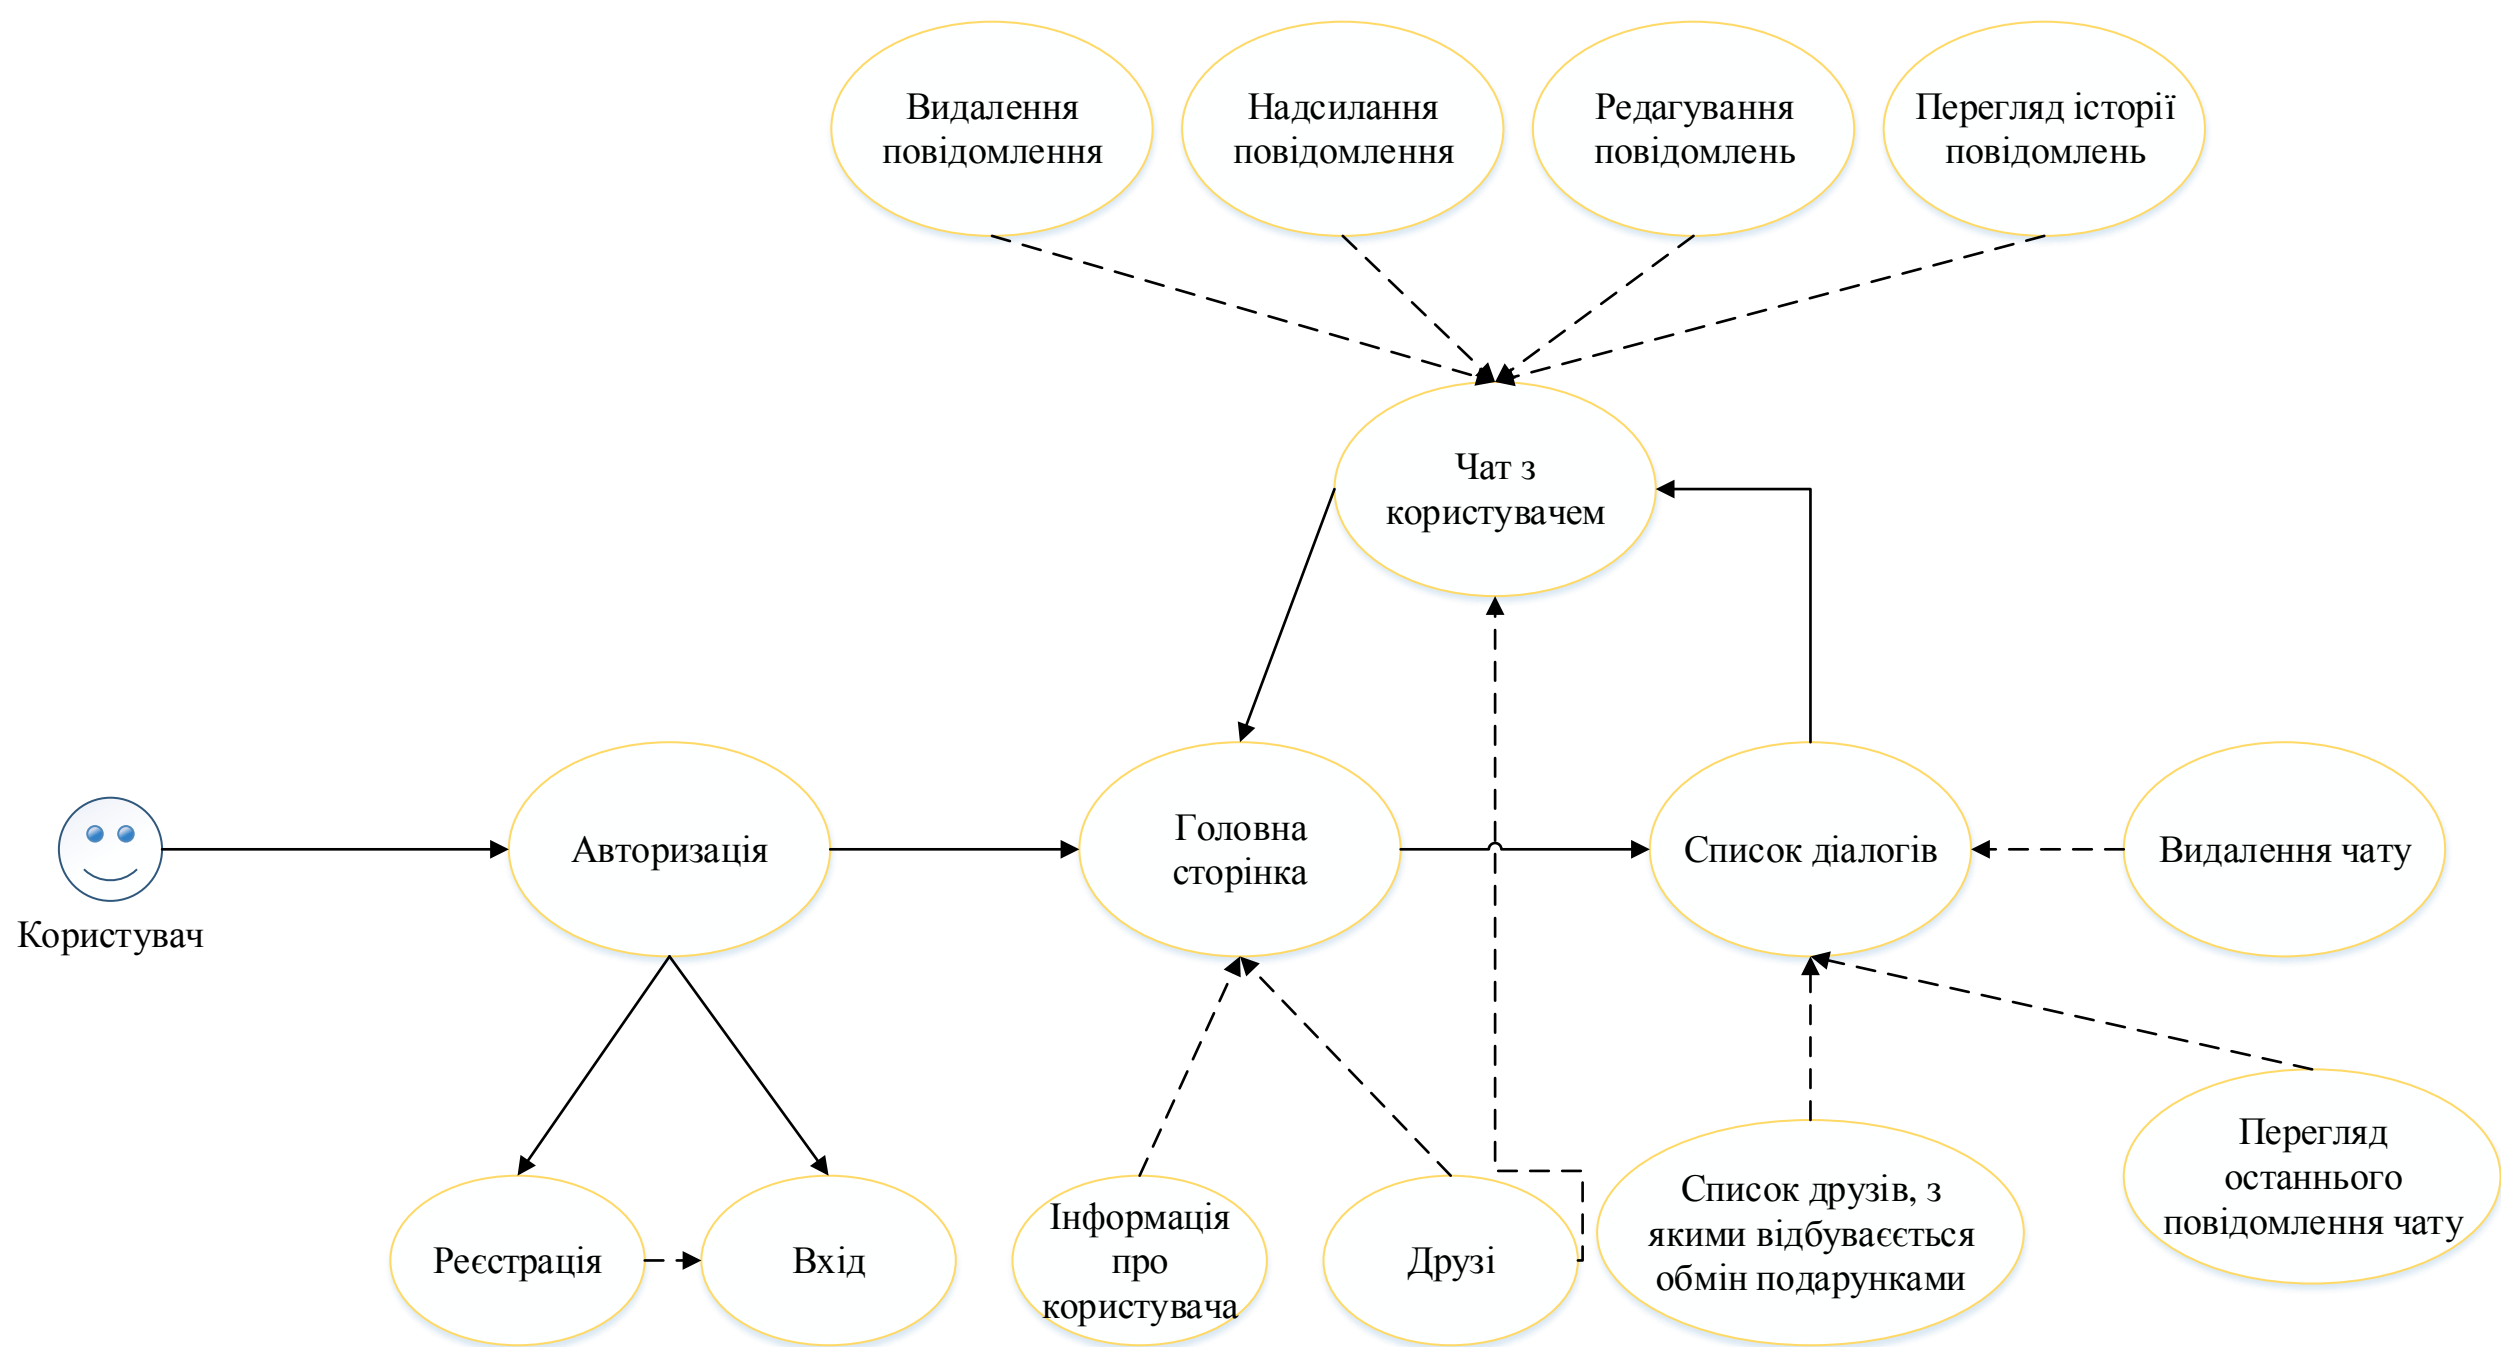 Видалення
повідомлення
Надсилання
повідомлення
Редагування
повідомлень
Перегляд історії
повідомлень
Чат з
користувачем
Користувач
Авторизація
Головна
сторінка
Список діалогів
Видалення чату
Реєстрація
Вхід
Інформація
про
користувача
Друзі
Список друзів, з
якими відбуваєється
обмін подарунками
Перегляд
останнього
повідомлення чату